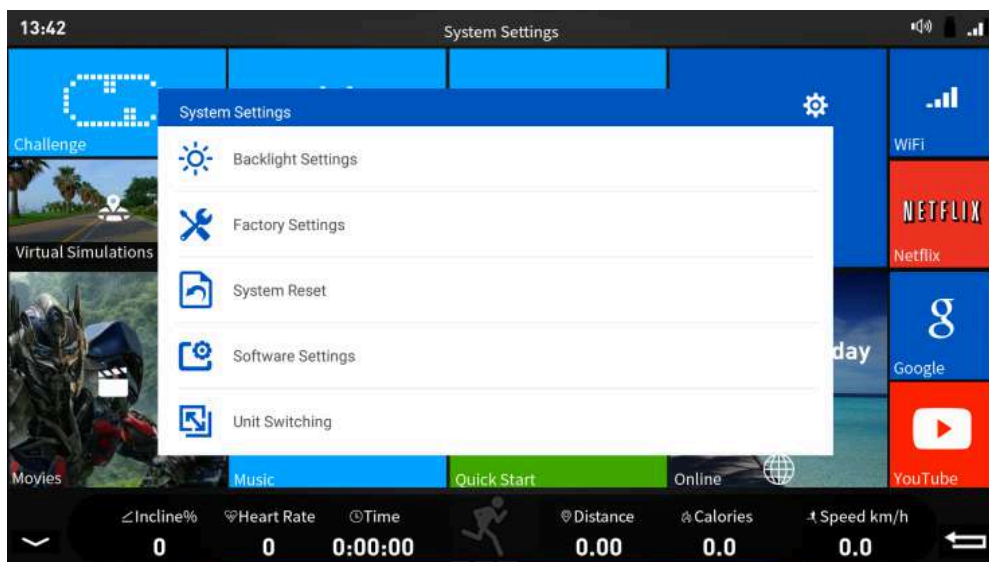 13:42
System Settings
Challenge
WiFi
System Settings
Backlight Settings
Factory Settings
System Reset
Software Settings
Unit Switching
Virtual Simulations
NETFLIX
Netflix
day
g
Google
Movies
Music
Quick Start
Online
YouTube
Incline% Heart Rate Time Distance Calories Speed km/h
0 0 0:00:00 0.00 0.0 0.0